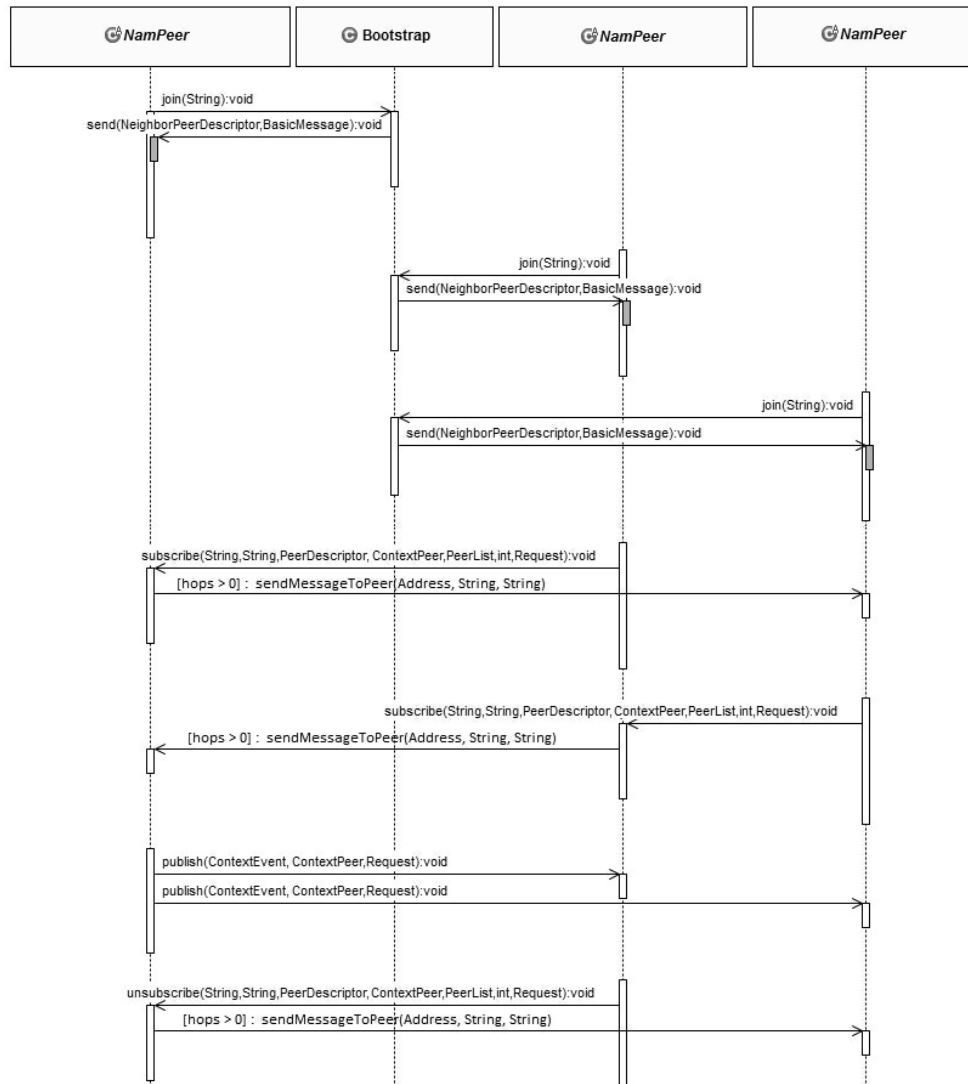 NamPeer
Bootstrap
NamPeer
NamPeer
join(String):void
send(NeighborPeerDescriptor,BasicMessage):void
join(String):void
send(NeighborPeerDescriptor,BasicMessage):void
join(String):void
send(NeighborPeerDescriptor,BasicMessage):void
subscribe(String,String,PeerDescriptor, ContextPeer,PeerList,int,Request):void
[hops > 0] : sendMessageToPeer(Address, String, String)
subscribe(String,String,PeerDescriptor,ContextPeer,PeerList,int,Request):void
[hops > 0] : sendMessageToPeer(Address, String, String)
publish(ContextEvent, ContextPeer,Request):void
publish(ContextEvent, ContextPeer,Request):void
unsubscribe(String,String,PeerDescriptor,ContextPeer,PeerList,int,Request):void
[hops > 0] : sendMessageToPeer(Address, String, String)